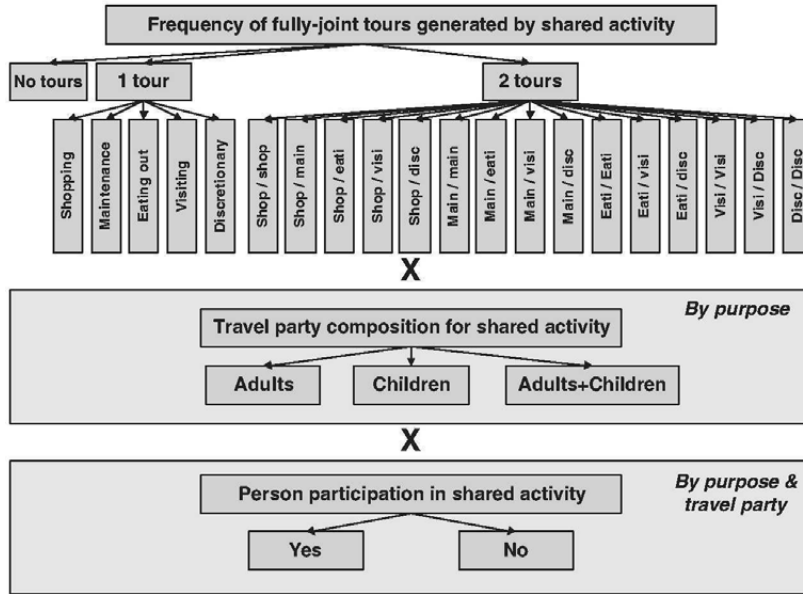 Frequency of fully-joint tours generated by shared activity
No tours
1 tour
2 tours
Shopping
Maintenance
Eating out
Visiting
Discretionary
Shop / shop
Shop / main
Shop / eati
Shop / visi
Shop / disc
Main / main
Main / eati
Main / visi
Main / disc
Eati / Eati
Eati / visi
Eati / disc
Visi / Visi
Visi / Disc
Disc / Disc
X
By purpose
Travel party composition for shared activity
Adults
Children
Adults+Children
X
By purpose &
travel party
Person participation in shared activity
Yes
No